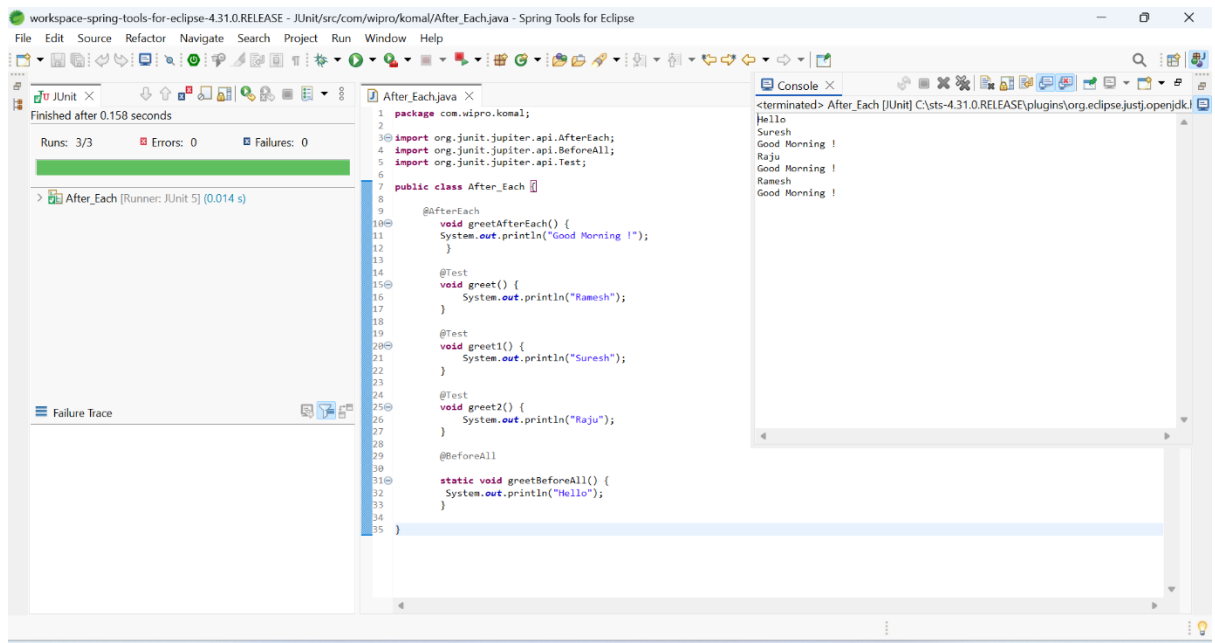 workspace-spring-tools-for-eclipse-4.31.0.RELEASE - JUnit/src/com/wipro/komal/After_Each.java - Spring Tools for Eclipse
File Edit Source Refactor Navigate Search Project Run Window Help
JUnit
Finished after 0.158 seconds
Runs: 3/3 Errors: 0 Failures: 0
After_Each [Runner: JUnit 5] (0.014 s)
Failure Trace
After_Each.java
1 package com.wipro.komal;
2
3 import org.junit.jupiter.api.AfterEach;
4 import org.junit.jupiter.api.BeforeAll;
5 import org.junit.jupiter.api.Test;
6
7 public class After_Each {
8
9 @AfterEach
10 void greetAfterEach() {
11 System.out.println("Good Morning !");
12 }
13
14 @Test
15 void greet() {
16 System.out.println("Ramesh");
17 }
18
19 @Test
20 void greet1() {
21 System.out.println("Suresh");
22 }
23
24 @Test
25 void greet2() {
26 System.out.println("Raju");
27 }
28
29 @BeforeAll
30
31 static void greetBeforeAll() {
32 System.out.println("Hello");
33 }
34
35 }
Console
<terminated> After_Each [JUnit] C:\sts-4.31.0.RELEASE\plugins\org.eclipse.justj.openjdk.h
Hello
Suresh
Good Morning !
Raju
Good Morning !
Ramesh
Good Morning !